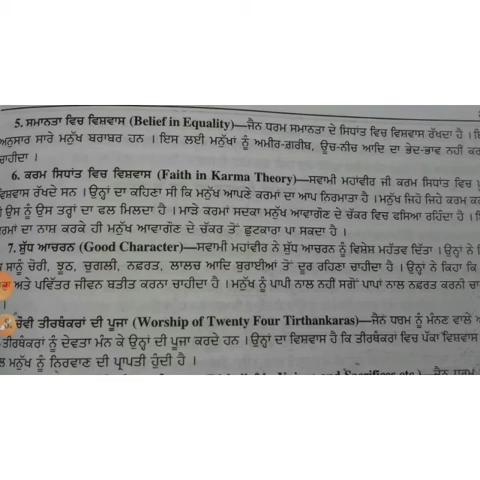 5. ਸਮਾਨਤਾ ਵਿਚ ਵਿਸ਼ਵਾਸ (Belief in Equality)—ਜੈਨ ਧਰਮ ਸਮਾਨਤਾ ਦੇ ਸਿਧਾਂਤ ਵਿਚ ਵਿਸ਼ਵਾਸ ਰੱਖਦਾ ਹੈ ।
ਅਨੁਸਾਰ ਸਾਰੇ ਮਨੁੱਖ ਬਰਾਬਰ ਹਨ । ਇਸ ਲਈ ਮਨੁੱਖਾਂ ਨੂੰ ਅਮੀਰ-ਗਰੀਬ, ਊਚ-ਨੀਚ ਆਦਿ ਦਾ ਭੇਦ-ਭਾਵ ਨਹੀਂ
ਚਾਹੀਦਾ ।
6. ਕਰਮ ਸਿਧਾਂਤ ਵਿਚ ਵਿਸ਼ਵਾਸ (Faith in Karma Theory)—ਸਵਾਮੀ ਮਹਾਂਵੀਰ ਜੀ ਕਰਮ ਸਿਧਾਂਤ ਵਿਚ
ਵਿਸ਼ਵਾਸ ਰੱਖਦੇ ਸਨ । ਉਨ੍ਹਾਂ ਦਾ ਕਹਿਣਾ ਸੀ ਕਿ ਮਨੁੱਖ ਆਪਣੇ ਕਰਮਾਂ ਦਾ ਆਪ ਨਿਰਮਾਤਾ ਹੈ । ਮਨੁੱਖ ਜਿਹੋ ਜਿਹੇ ਕਰਮ
ਉਸ ਨੂੰ ਉਸ ਤਰ੍ਹਾਂ ਦਾ ਫਲ ਮਿਲਦਾ ਹੈ । ਮਾੜੇ ਕਰਮਾਂ ਸਦਕਾ ਮਨੁੱਖ ਆਵਾਗੌਣ ਦੇ ਚੱਕਰ ਵਿਚ ਫਸਿਆ ਰਹਿੰਦਾ ਹੈ ।
ਦਾ ਨਾਸ਼ ਕਰਕੇ ਹੀ ਮਨੁੱਖ ਆਵਾਗੌਣ ਦੇ ਚੱਕਰ ਤੋਂ ਛੁਟਕਾਰਾ ਪਾ ਸਕਦਾ ਹੈ ।
7. ਸ਼ੁੱਧ ਆਚਰਨ (Good Character)—ਸਵਾਮੀ ਮਹਾਂਵੀਰ ਨੇ ਸ਼ੁੱਧ ਆਚਰਨ ਨੂੰ ਵਿਸ਼ੇਸ਼ ਮਹੱਤਵ ਦਿੱਤਾ । ਉਨ੍ਹਾਂ ਨੇ
ਸਾਨੂੰ ਚੋਰੀ, ਝੂਠ, ਚੁਗਲੀ, ਨਫ਼ਰਤ, ਲਾਲਚ ਆਦਿ ਬੁਰਾਈਆਂ ਤੋਂ ਦੂਰ ਰਹਿਣਾ ਚਾਹੀਦਾ ਹੈ । ਉਨ੍ਹਾਂ ਨੇ ਕਿਹਾ ਕਿ
ਅਤੇ ਪਵਿੱਤਰ ਜੀਵਨ ਬਤੀਤ ਕਰਨਾ ਚਾਹੀਦਾ ਹੈ । ਮਨੁੱਖ ਨੂੰ ਪਾਪੀ ਨਾਲ ਨਹੀਂ ਸਗੋਂ ਪਾਪਾਂ ਨਾਲ ਨਫ਼ਰਤ ਕਰਨੀ
8. ਚੌਵੀ ਤੀਰਥੰਕਰਾਂ ਦੀ ਪੂਜਾ (Worship of Twenty Four Tirthankaras)—ਜੈਨ ਧਰਮ ਨੂੰ ਮੰਨਣ ਵਾਲੇ
ਤੀਰਥੰਕਰਾਂ ਨੂੰ ਦੇਵਤਾ ਮੰਨ ਕੇ ਉਨ੍ਹਾਂ ਦੀ ਪੂਜਾ ਕਰਦੇ ਹਨ । ਉਨ੍ਹਾਂ ਦਾ ਵਿਸ਼ਵਾਸ ਹੈ ਕਿ ਤੀਰਥੰਕਰਾਂ ਵਿਚ ਪੱਕਾ ਵਿਸ਼ਵਾਸ
ਮਨੁੱਖ ਨੂੰ ਨਿਰਵਾਣ ਦੀ ਪ੍ਰਾਪਤੀ ਹੁੰਦੀ ਹੈ ।